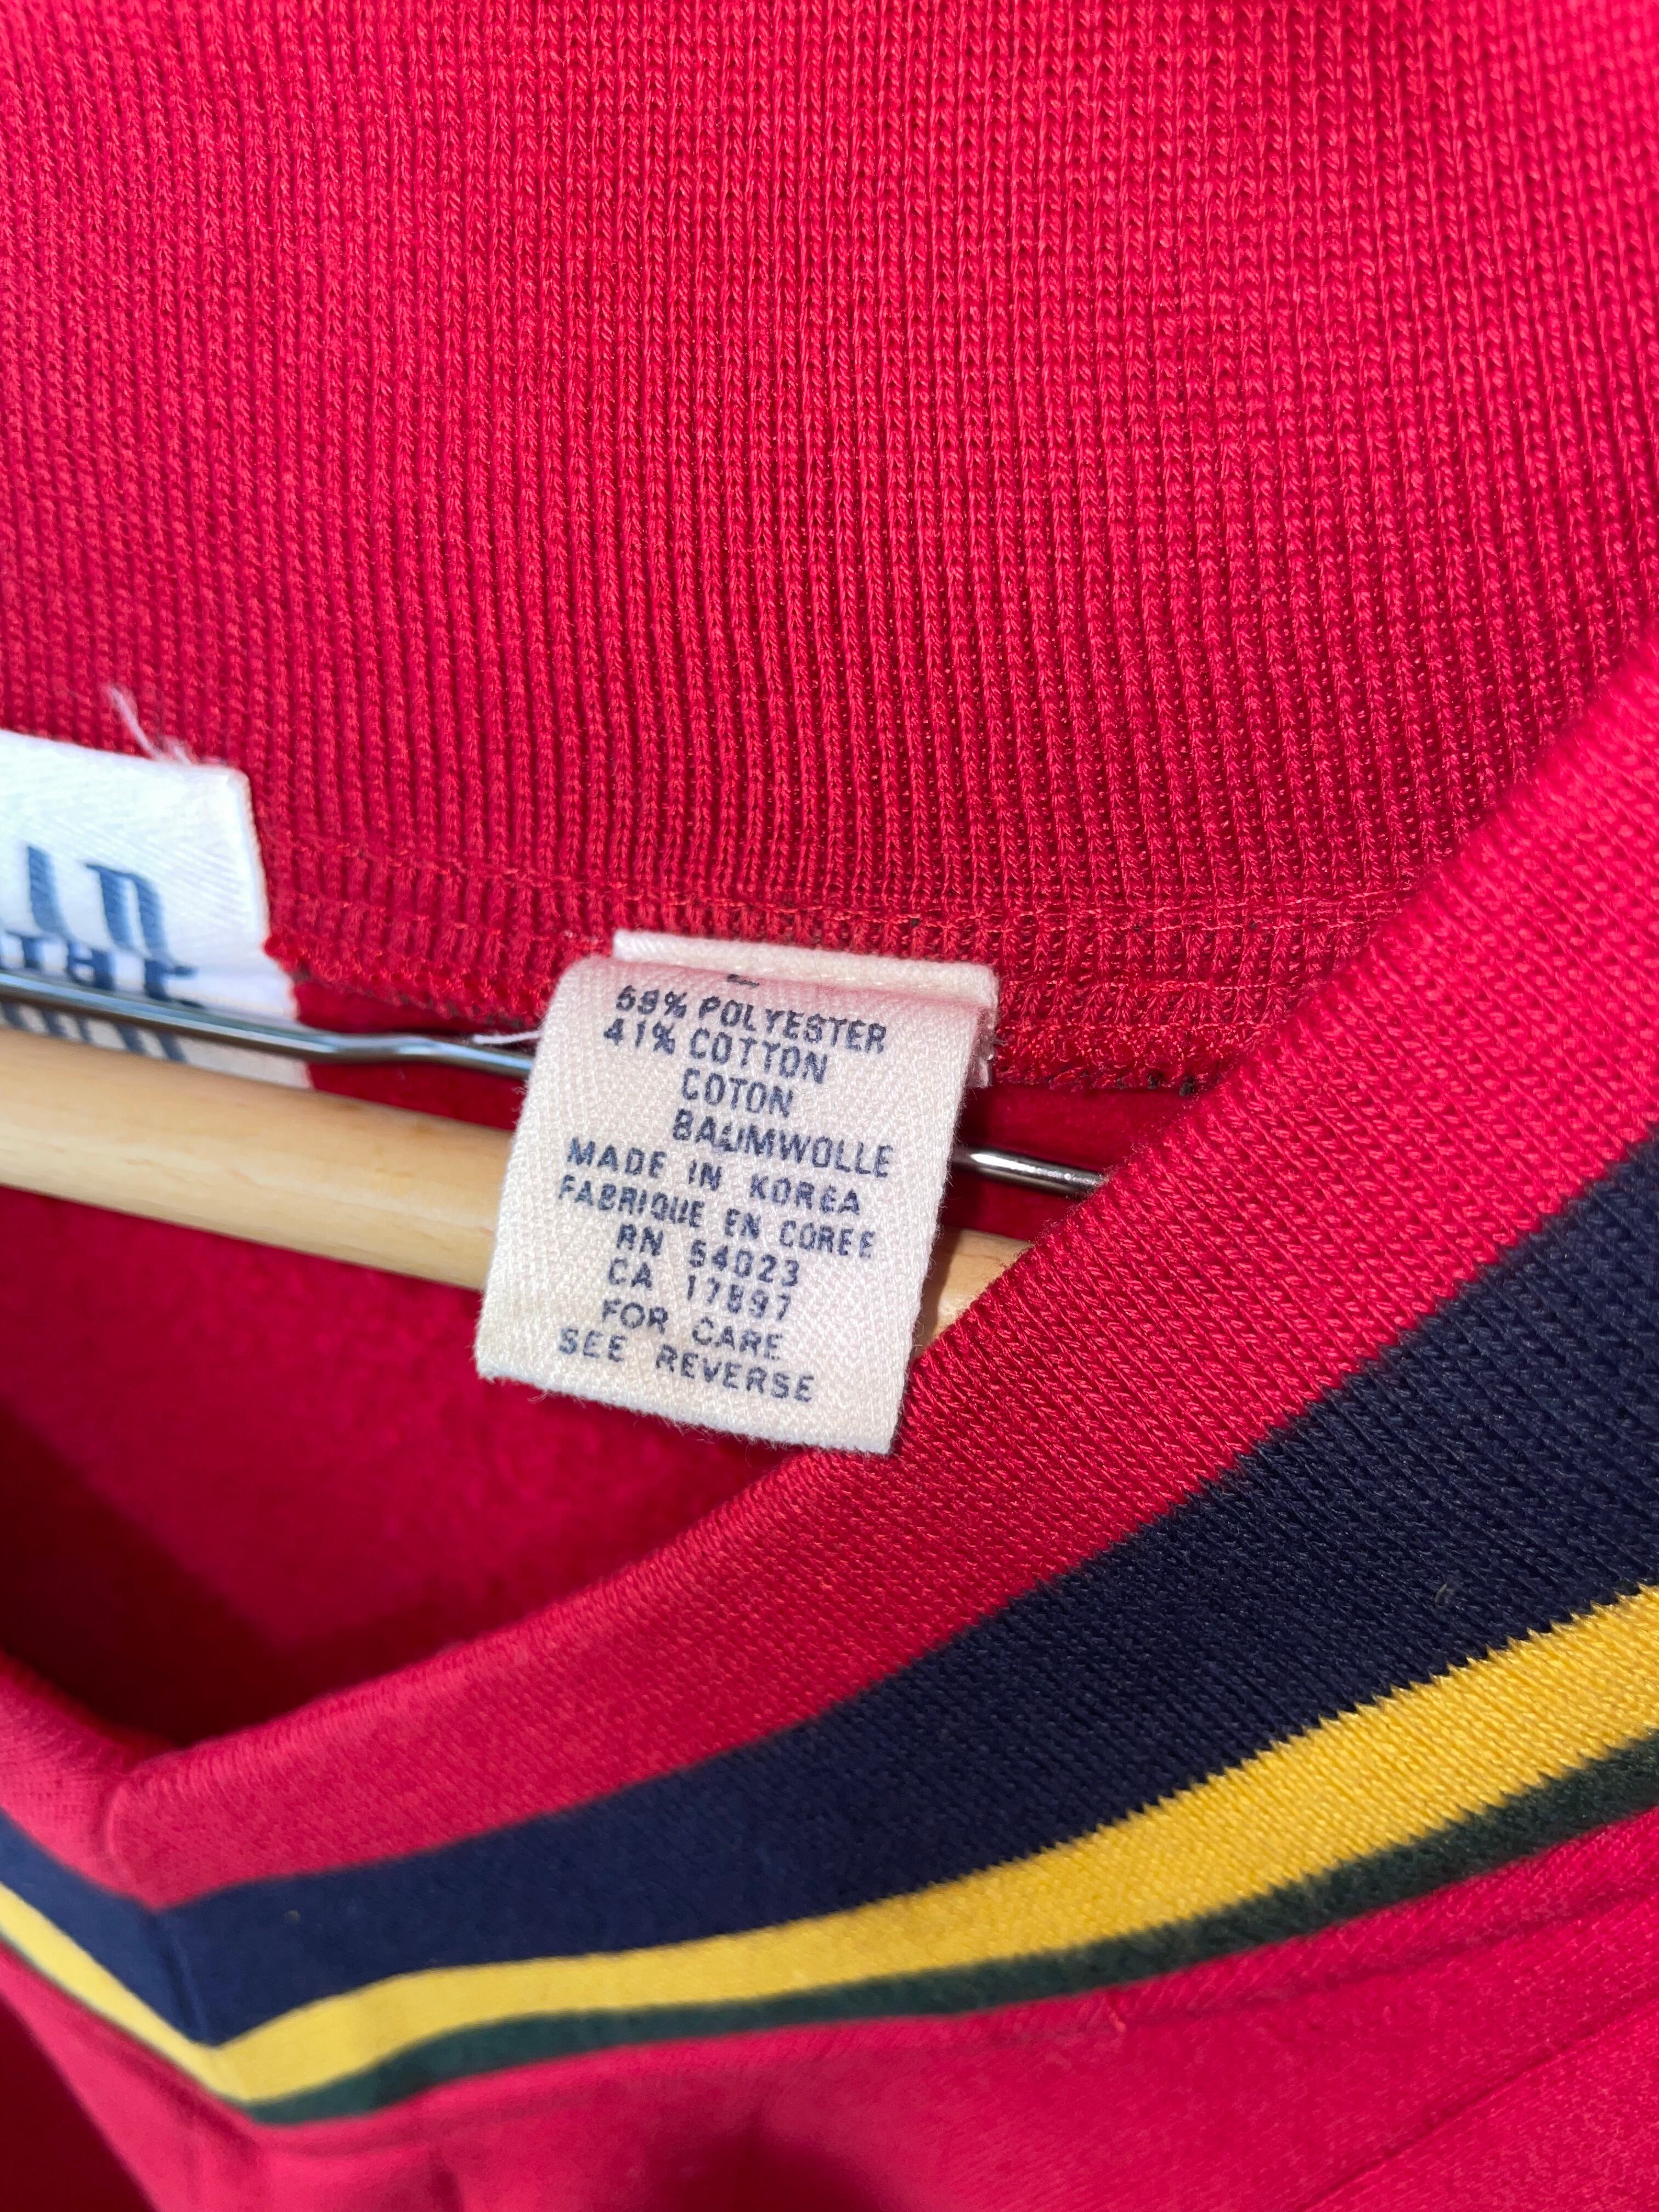 59% POLYESTER
41% COTTON
COTON
BAUMWOLLE
MADE IN KOREA
FABRIQUE EN COREE
RN 54023
CA 17897
FOR CARE
SEE REVERSE